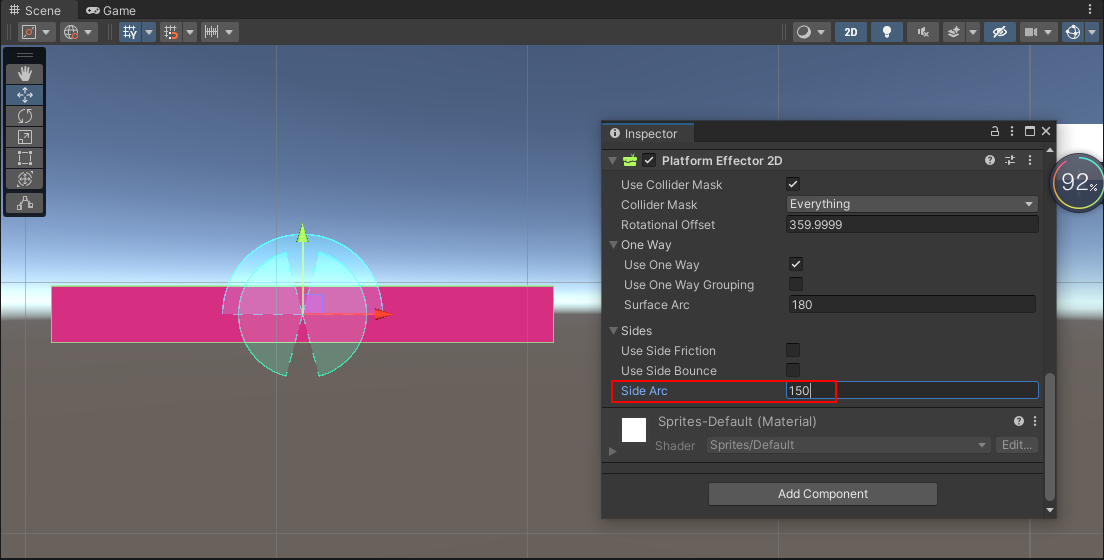 Scene Game
2D
Inspector
Platform Effector 2D
Use Collider Mask
Collider Mask Everything
Rotational Offset 359.9999
One Way
Use One Way
Use One Way Grouping
Surface Arc 180
Sides
Use Side Friction
Use Side Bounce
Side Arc 150
Sprites-Default (Material)
Shader Sprites/Default Edit...
Add Component
92%